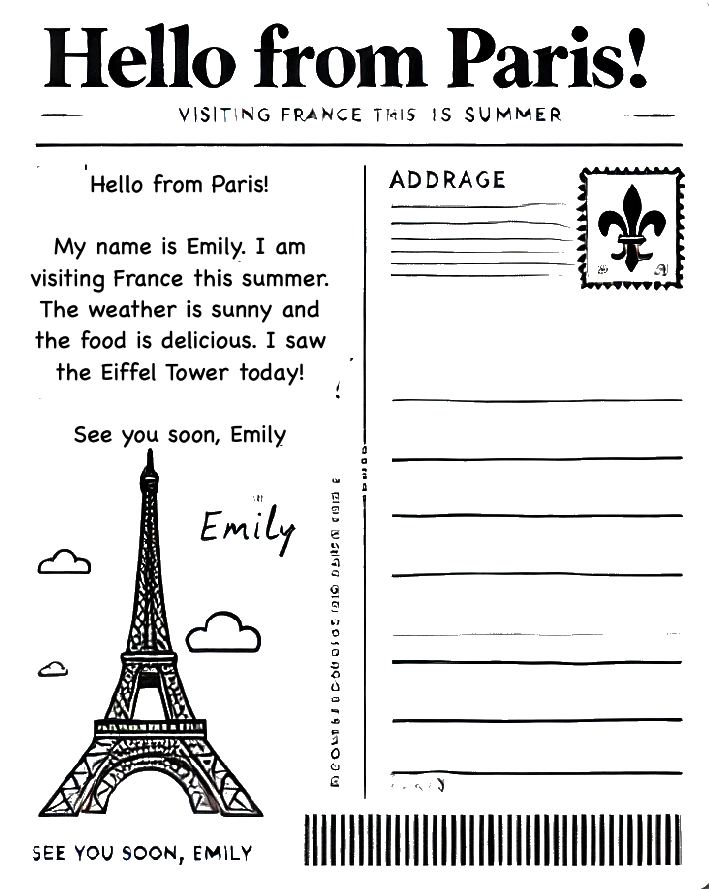 Hello from Paris!
VISITING FRANCE THIS IS SUMMER
Hello from Paris!
My name is Emily. I am
visiting France this summer.
The weather is sunny and
the food is delicious. I saw
the Eiffel Tower today!
See you soon, Emily
Emily
SEE YOU SOON, EMILY
ADDRAGE